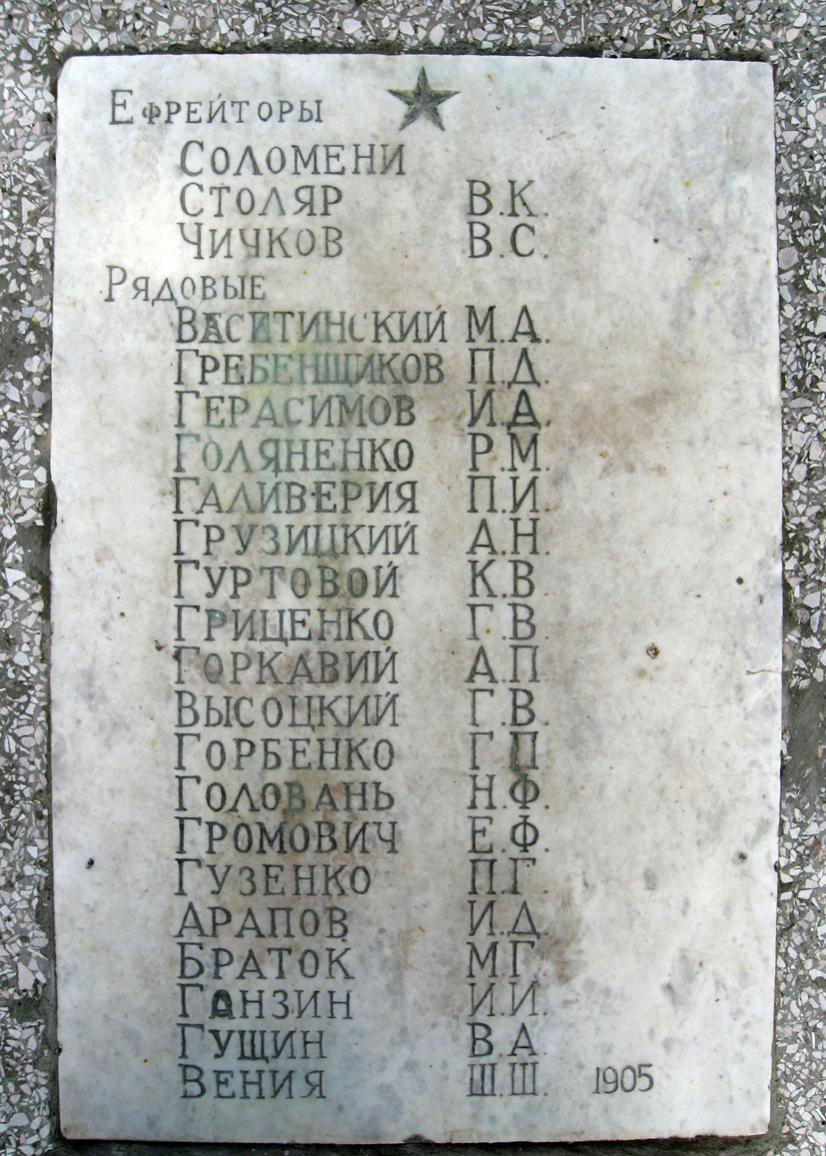 Ефрейторы
Соломени
Столяр В.К.
Чичков В.С.
Рядовые
Васитинский М.А.
Гребенщиков П.Д.
Герасимов И.А.
Голяненко Р.М.
Галиверия П.И
Грузицкий А.Н.
Гуртовой К.В
Гриценко Г.В
Горкавий А.П
Высоцкий Г.В.
Горбенко Г.П
Головань Н.Ф.
Громович Е.Ф.
Гузенко П.Г.
Арапов И.Д.
Браток М.Г.
Ганзин И.И.
Гущин В.А
Вения Ш.Ш. 1905